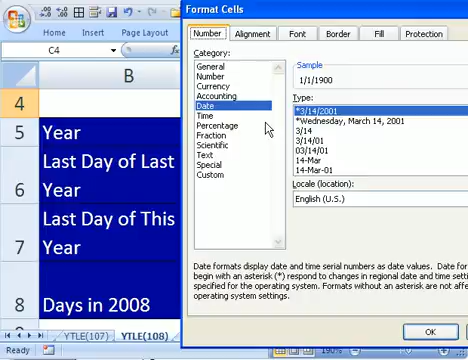 Format Cells
Home
Insert
Page Layout
C4
fx
B
4
5
Year
6
Last Day of Last
Year
7
Last Day of This
Year
8
Days in 2008
YTLE(107)
YTLE(108)
Ready
190%
Number
Alignment
Font
Border
Fill
Protection
Category:
General
Number
Currency
Accounting
Date
Time
Percentage
Fraction
Scientific
Text
Special
Custom
Sample
1/1/1900
Type:
*3/14/2001
*Wednesday, March 14, 2001
3/14
3/14/01
03/14/01
14-Mar
14-Mar-01
Locale (location):
English (U.S.)
Date formats display date and time serial numbers as date values. Date fo
begin with an asterisk (*) respond to changes in regional date and time sett
specified for the operating system. Formats without an asterisk are not affe
operating system settings.
OK